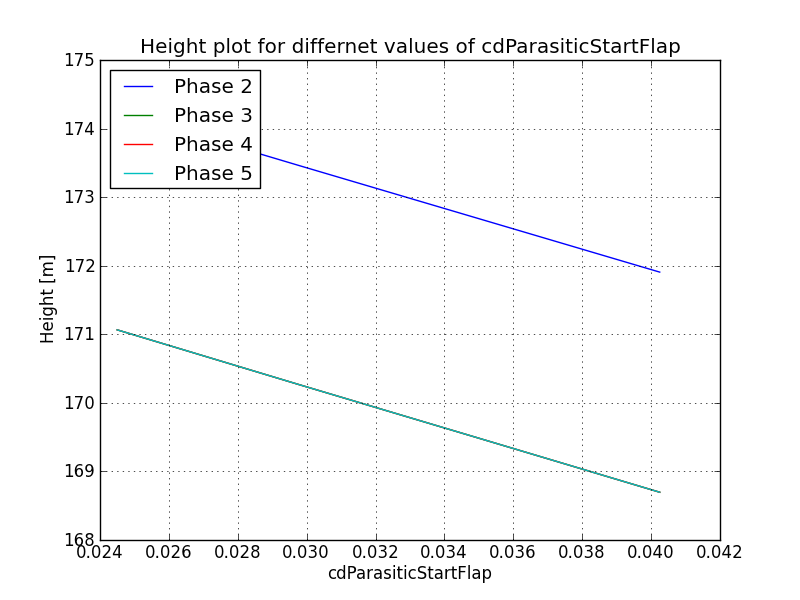 Height plot for differnet values of cdParasiticStartFlap
175
174
173
172
171
170
169
168
Height [m]
Phase 2
Phase 3
Phase 4
Phase 5
0.024 0.026 0.028 0.030 0.032 0.034 0.036 0.038 0.040 0.042
cdParasiticStartFlap